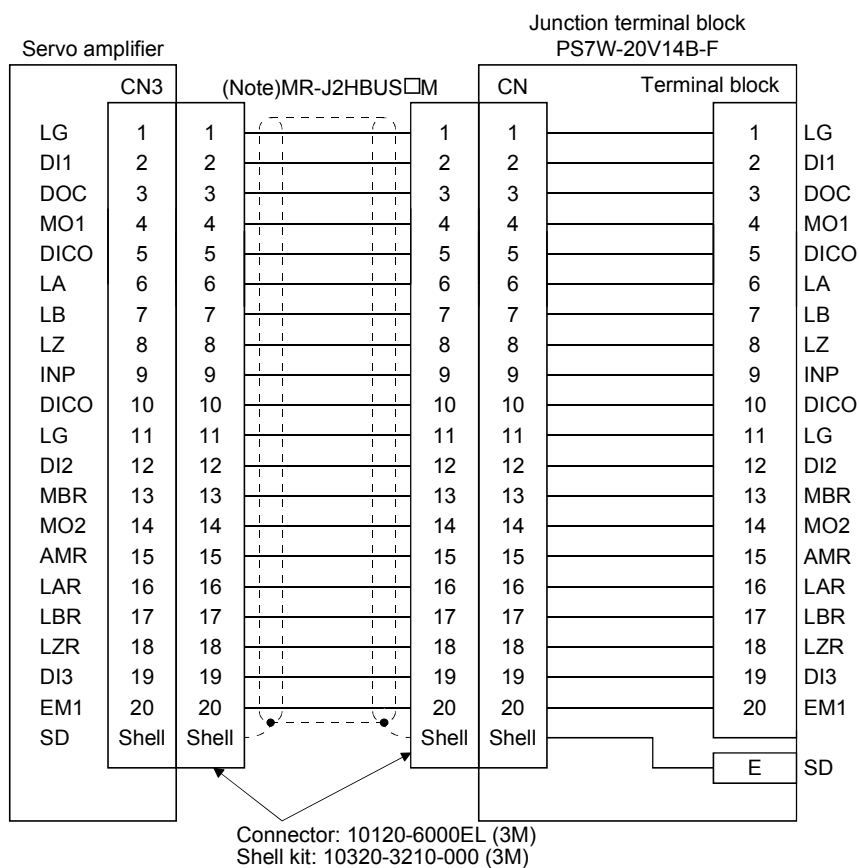 Junction terminal block
Servo amplifier PS7W-20V14B-F
CN3 (Note)MR-J2HBUS□M CN Terminal block
LG 1 1 1 1 1 LG
DI1 2 2 2 2 2 DI1
DOC 3 3 3 3 3 DOC
MO1 4 4 4 4 4 MO1
DICO 5 5 5 5 5 DICO
LA 6 6 6 6 6 LA
LB 7 7 7 7 7 LB
LZ 8 8 8 8 8 LZ
INP 9 9 9 9 9 INP
DICO 10 10 10 10 10 DICO
LG 11 11 11 11 11 LG
DI2 12 12 12 12 12 DI2
MBR 13 13 13 13 13 MBR
MO2 14 14 14 14 14 MO2
AMR 15 15 15 15 15 AMR
LAR 16 16 16 16 16 LAR
LBR 17 17 17 17 17 LBR
LZR 18 18 18 18 18 LZR
DI3 19 19 19 19 19 DI3
EM1 20 20 20 20 20 EM1
SD Shell Shell Shell Shell
E SD
Connector: 10120-6000EL (3M)
Shell kit: 10320-3210-000 (3M)